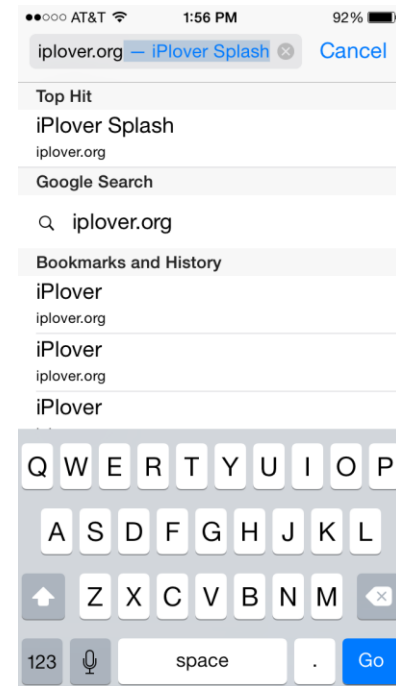 AT&T 1:56 PM 92%
iplover.org — iPlover Splash Cancel
Top Hit
iPlover Splash
iplover.org
Google Search
iplover.org
Bookmarks and History
iPlover
iplover.org
iPlover
iplover.org
iPlover
Q W E R T Y U I O P
A S D F G H J K L
Z X C V B N M
123 space . Go